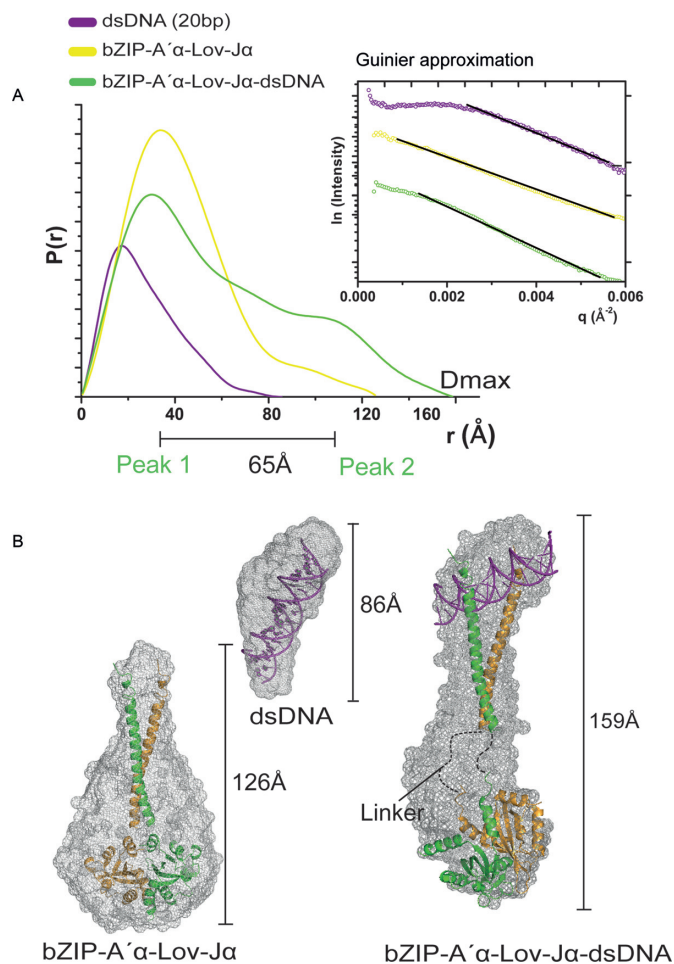 dsDNA (20bp)
bZIP-A´α-Lov-Jα
bZIP-A´α-Lov-Jα-dsDNA
Guinier approximation
A
P(r)
ln (Intensity)
0.000 0.002 0.004 0.006
q (Å⁻²)
Dmax
0 40 80 120 160
r (Å)
Peak 1 65Å Peak 2
B
86Å
dsDNA
126Å
159Å
Linker
bZIP-A´α-Lov-Jα
bZIP-A´α-Lov-Jα-dsDNA